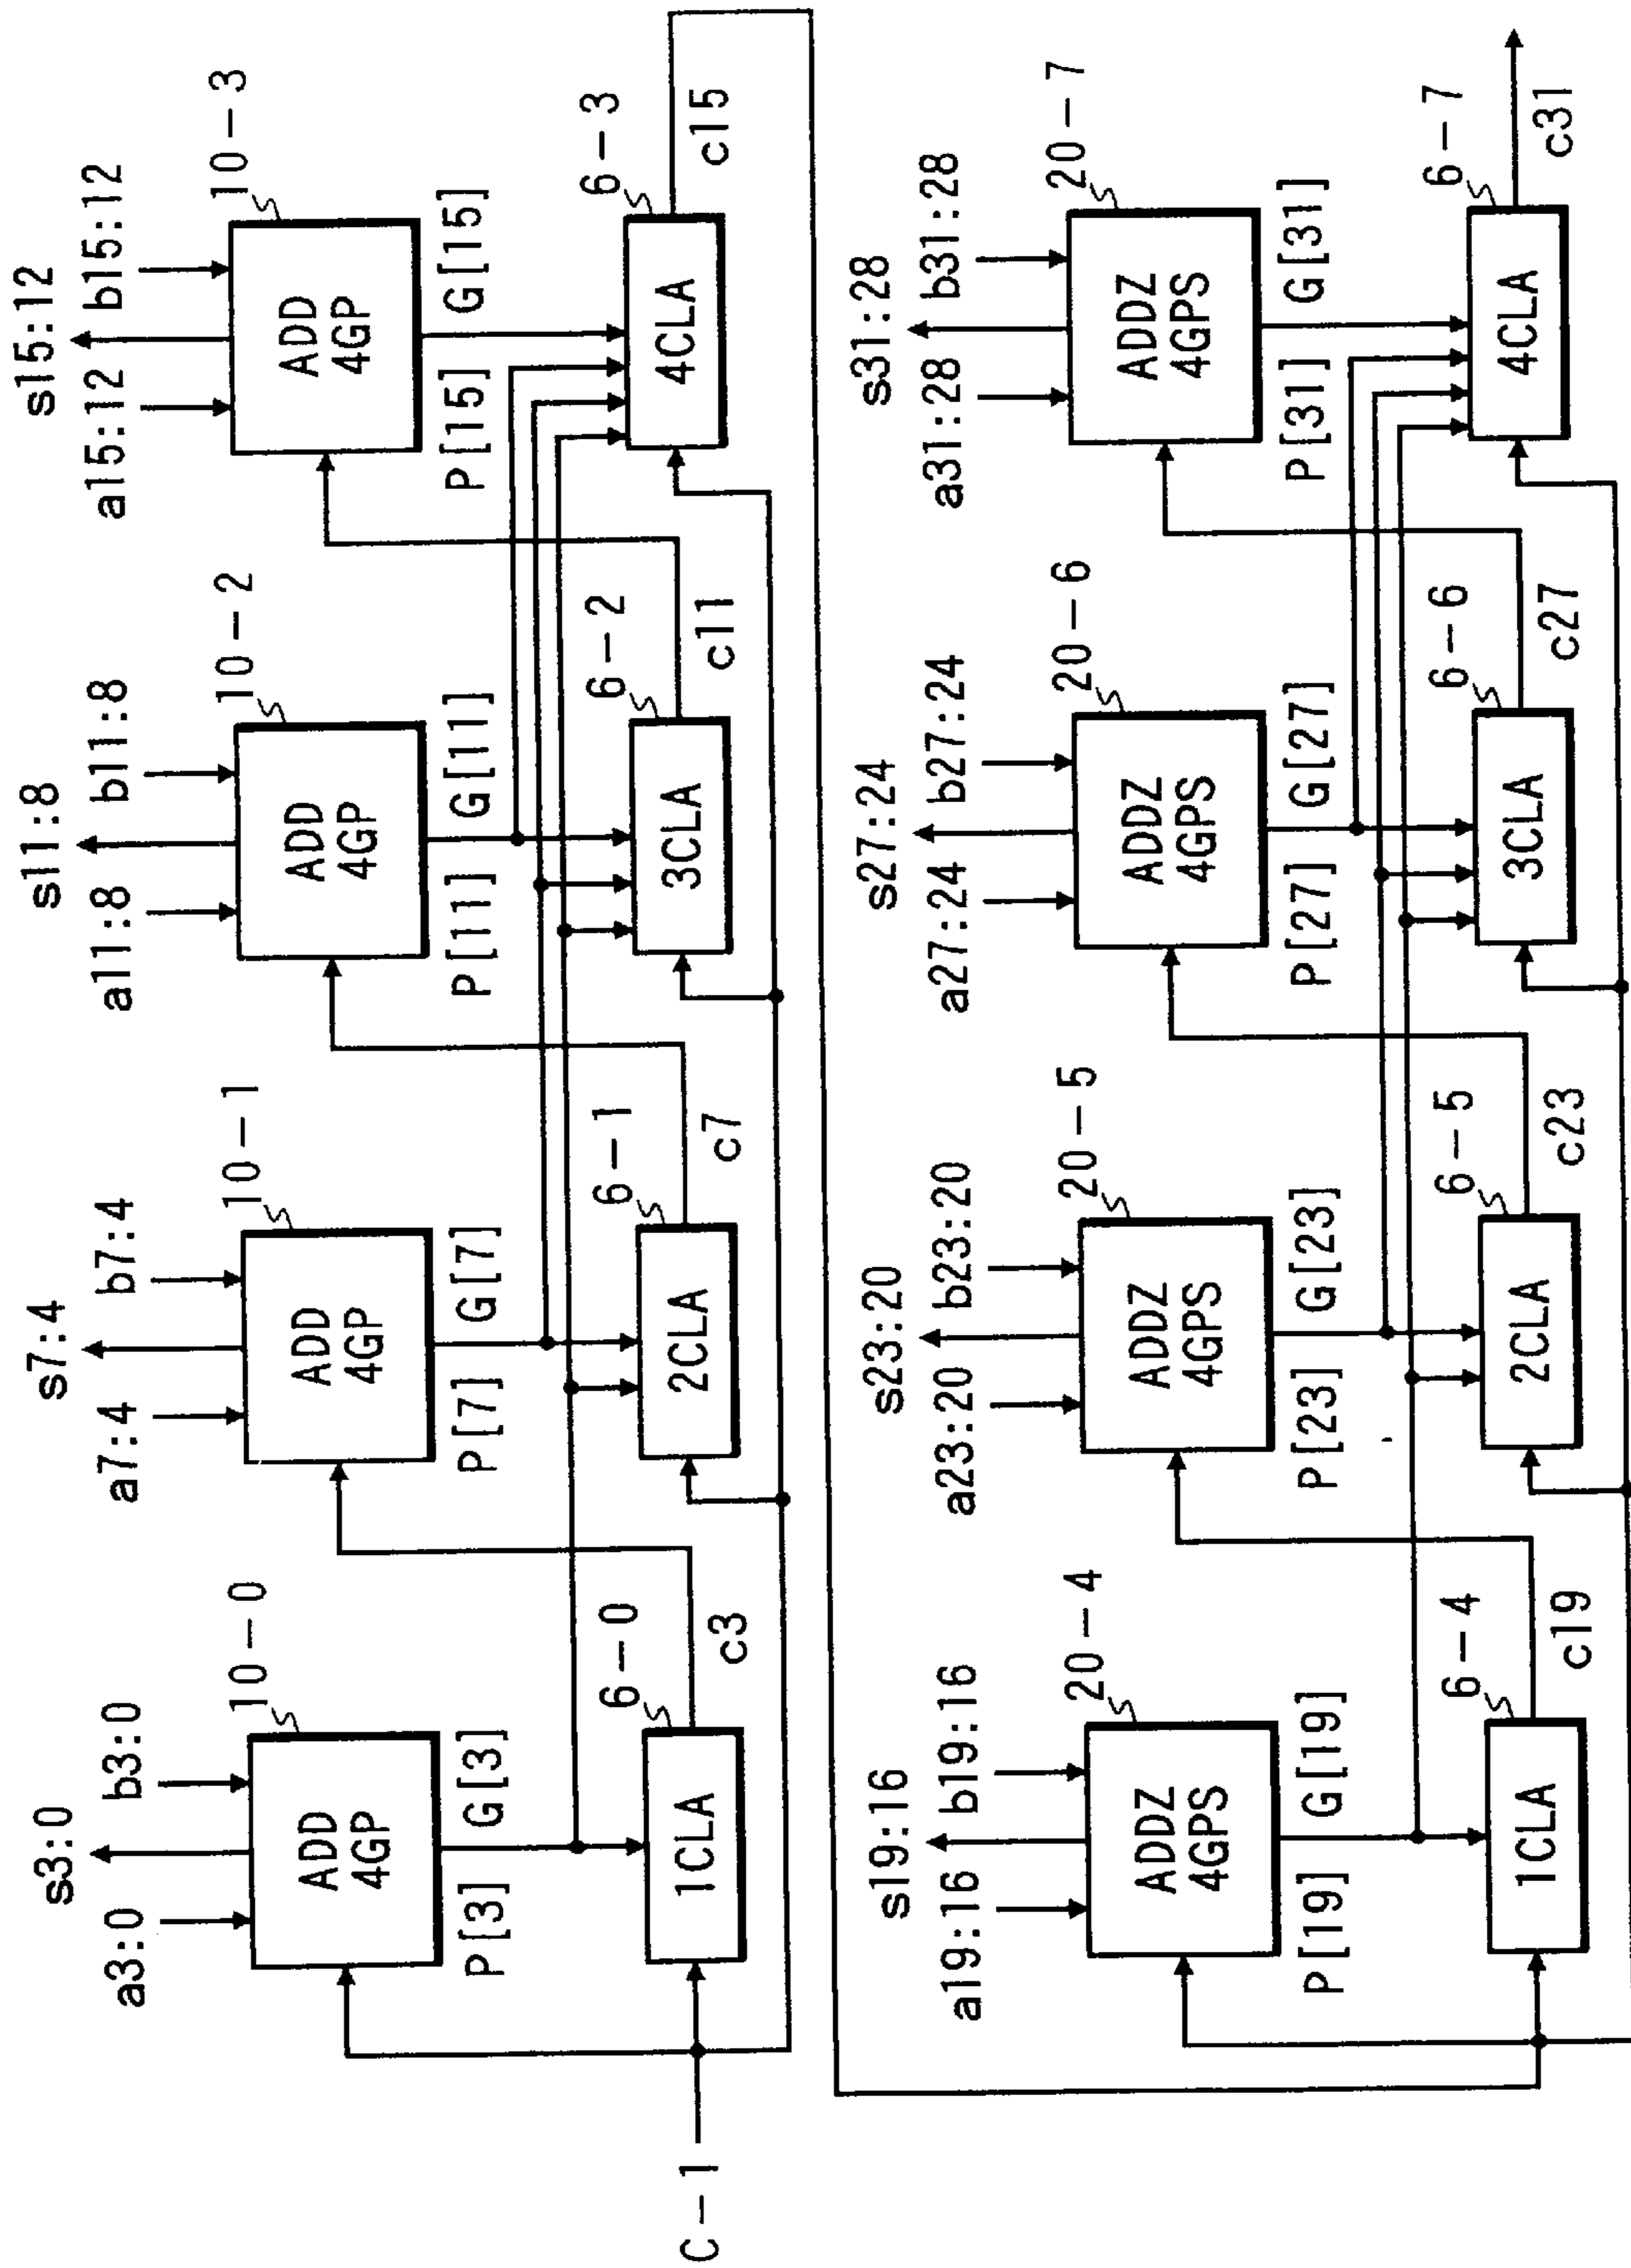 s3:0
a3:0
b3:0
10-0
ADD
4GP
P[3]
G[3]
6-0
1CLA
c3
C-1
s7:4
a7:4
b7:4
10-1
ADD
4GP
P[7]
G[7]
6-1
2CLA
c7
s11:8
a11:8
b11:8
10-2
ADD
4GP
P[11]
G[11]
6-2
3CLA
c11
s15:12
a15:12
b15:12
10-3
ADD
4GP
P[15]
G[15]
6-3
4CLA
c15
s19:16
a19:16
b19:16
20-4
ADDZ
4GPS
P[19]
G[19]
6-4
1CLA
c19
s23:20
a23:20
b23:20
20-5
ADDZ
4GPS
P[23]
G[23]
6-5
2CLA
c23
s27:24
a27:24
b27:24
20-6
ADDZ
4GPS
P[27]
G[27]
6-6
3CLA
c27
s31:28
a31:28
b31:28
20-7
ADDZ
4GPS
P[31]
G[31]
6-7
4CLA
c31